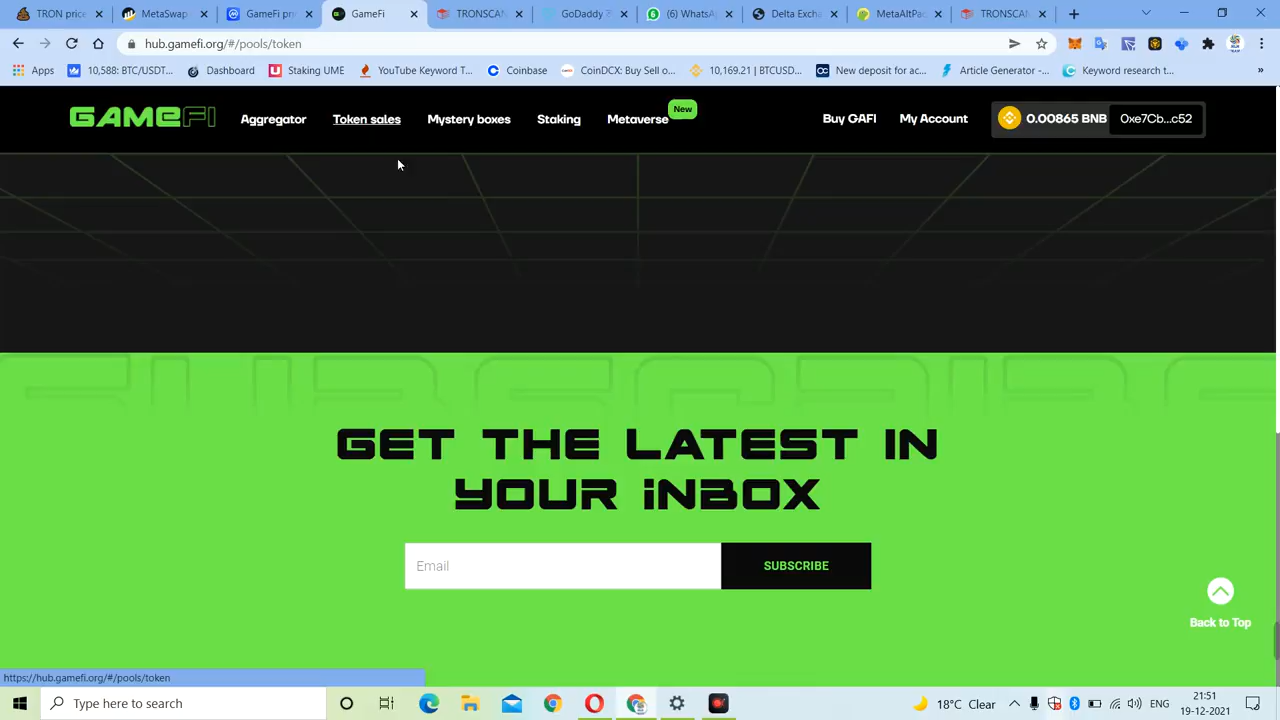 TRON price
MetaSwap
GameFi pri
GameFi
TRONSCAN
GoDaddy
(6) WhatsA
Delta Exch
MetaAltPa
TRONSCAN
hub.gamefi.org/#/pools/token
Apps
10,588: BTC/USDT...
Dashboard
Staking UME
YouTube Keyword T...
Coinbase
CoinDCX: Buy Sell o...
10,169.21 | BTCUSD...
New deposit for ac...
Article Generator -...
Keyword research t...
»
GAMEFI
Aggregator
Token sales
Mystery boxes
Staking
Metaverse
New
Buy GAFI
My Account
0.00865 BNB
0xe7Cb...c52
GET THE LATEST IN
YOUR INBOX
Email
SUBSCRIBE
Back to Top
https://hub.gamefi.org/#/pools/token
Type here to search
18°C Clear
ENG
21:51
19-12-2021